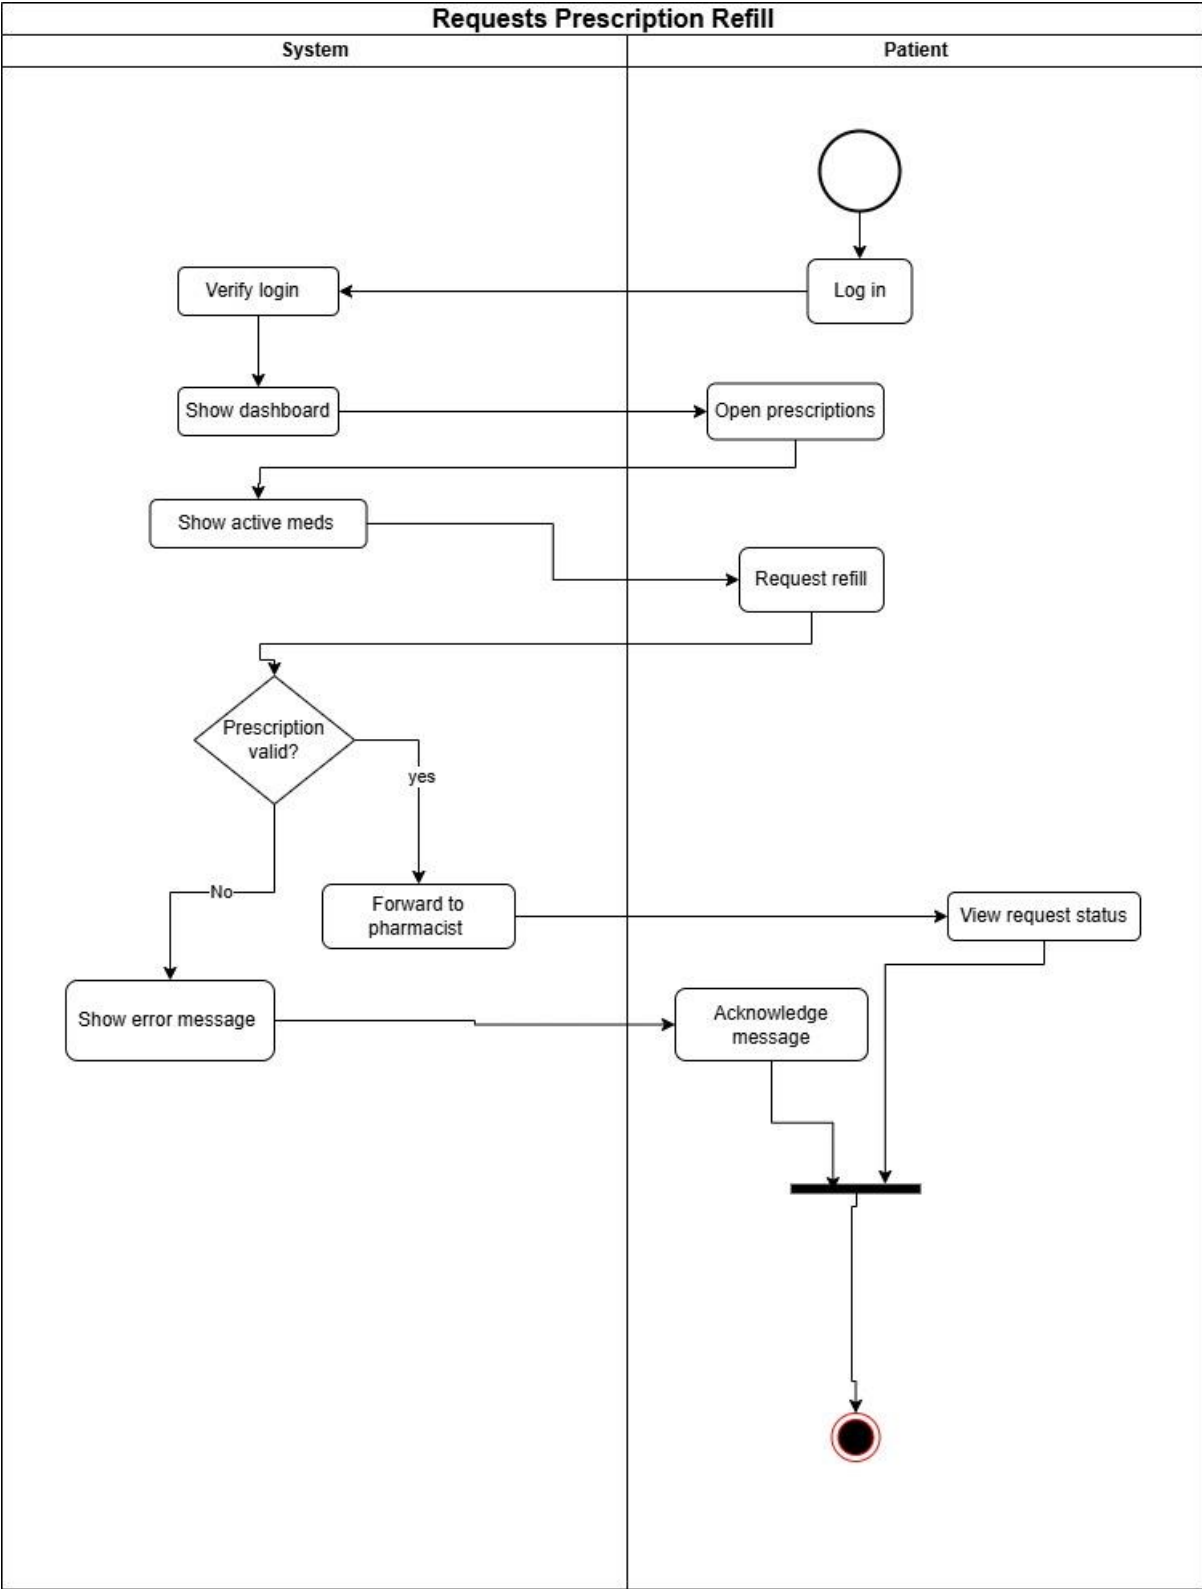 Requests Prescription Refill
System
Patient
Log in
Verify login
Show dashboard
Open prescriptions
Show active meds
Request refill
Prescription
valid?
yes
No
Forward to
pharmacist
View request status
Show error message
Acknowledge
message